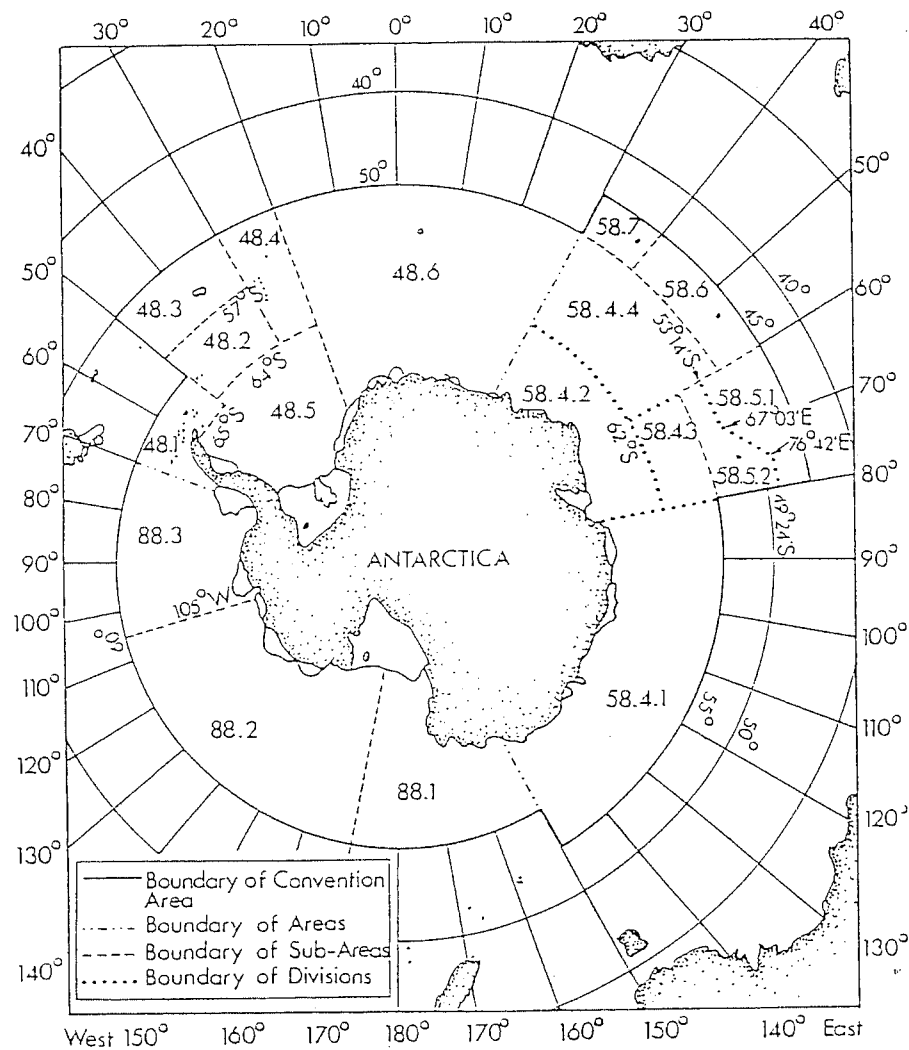 30° 20° 10° 0° 10° 20° 30° 40°
40°
50°
40°
50°
60°
70°
80°
90°
100°
110°
120°
130°
140°
50°
60°
70°
80°
90°
100°
110°
120°
130°
48.4
48.3
57°S
48.2
64°S
60°S
48.5
48.1
48.6
58.7
58.6
58.4.4
53°14'S
45°
40°
58.4.2
62°S
58.4.3
58.5.1
67°03'E
76°42'E
58.5.2
49°24'S
88.3
105°W
60°
ANTARCTICA
88.2
88.1
58.4.1
55°
50°
Boundary of Convention
Area
Boundary of Areas
Boundary of Sub-Areas
Boundary of Divisions
West 150° 160° 170° 180° 170° 160° 150° 140° East